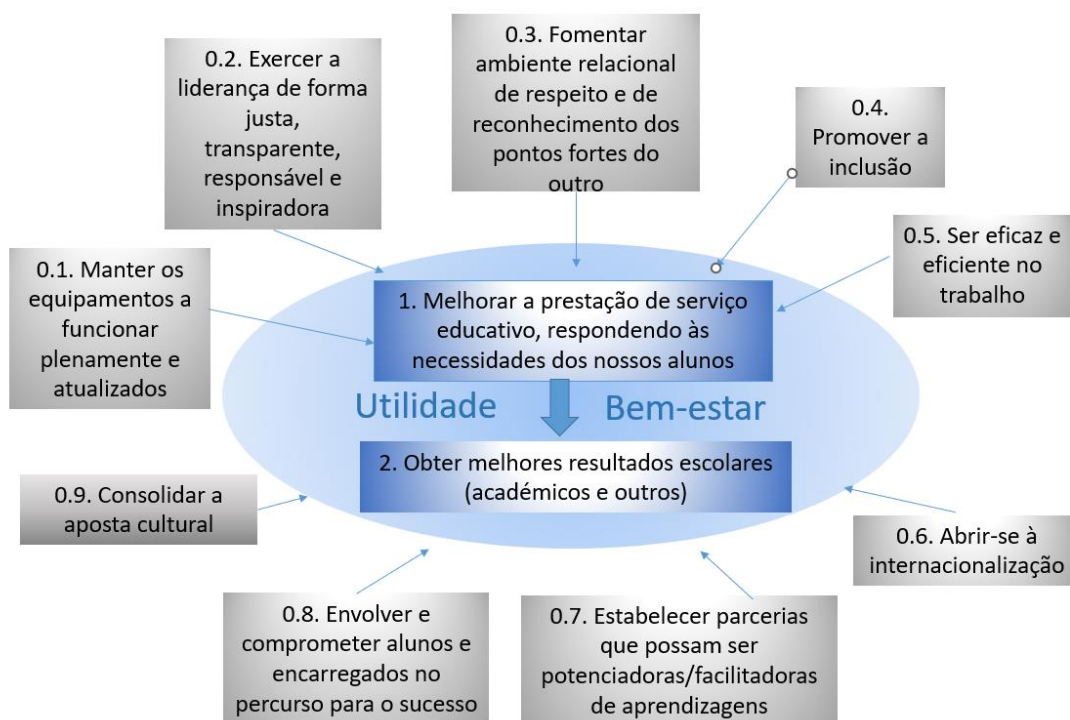 0.1. Manter os
equipamentos a
funcionar
plenamente e
atualizados
0.2. Exercer a
liderança de forma
justa,
transparente,
responsável e
inspiradora
0.3. Fomentar
ambiente relacional
de respeito e de
reconhecimento dos
pontos fortes do
outro
0.4.
Promover a
inclusão
0.5. Ser eficaz e
eficiente no
trabalho
1. Melhorar a prestação de serviço
educativo, respondendo às
necessidades dos nossos alunos
Utilidade
Bem-estar
2. Obter melhores resultados escolares
(académicos e outros)
0.6. Abrir-se à
internacionalização
0.7. Estabelecer parcerias
que possam ser
potenciadoras/facilitadoras
de aprendizagens
0.8. Envolver e
comprometer alunos e
encarregados no
percurso para o sucesso
0.9. Consolidar a
aposta cultural